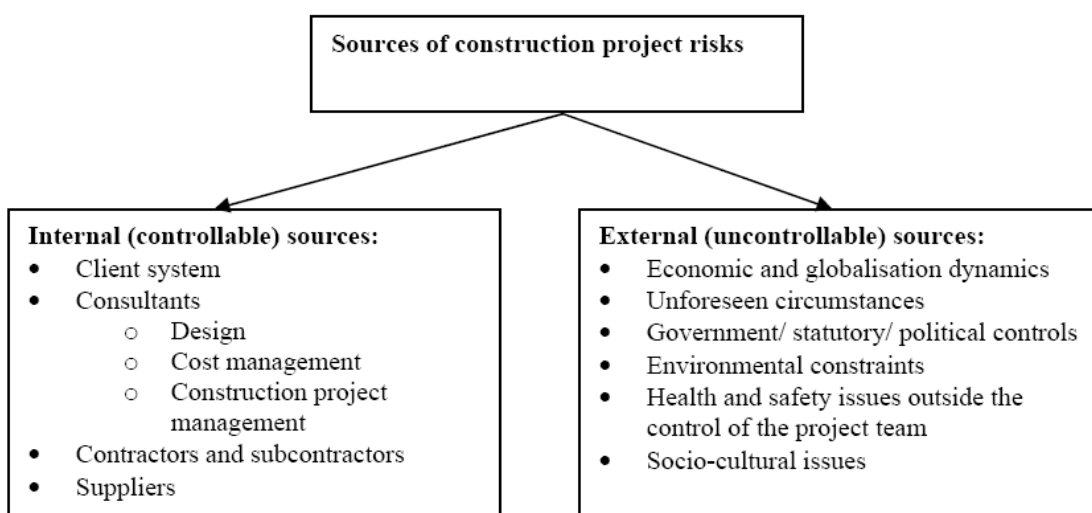 Sources of construction project risks
Internal (controllable) sources:
• Client system
• Consultants
o Design
o Cost management
o Construction project
management
• Contractors and subcontractors
• Suppliers
External (uncontrollable) sources:
• Economic and globalisation dynamics
• Unforeseen circumstances
• Government/ statutory/ political controls
• Environmental constraints
• Health and safety issues outside the
control of the project team
• Socio-cultural issues